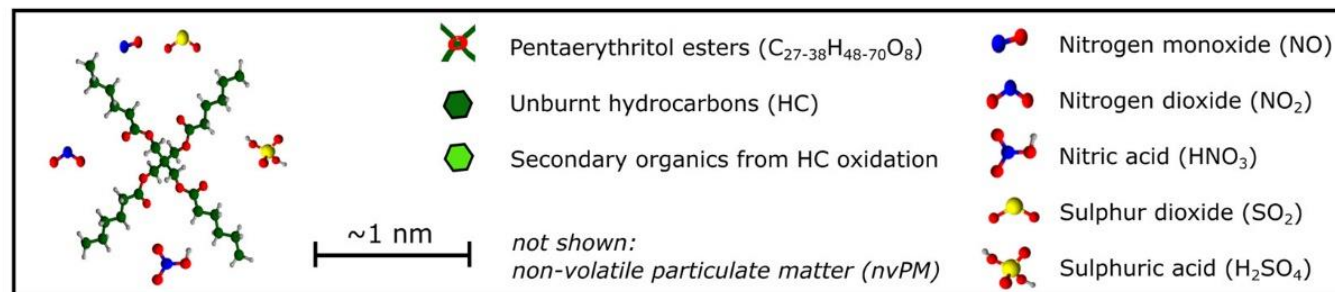 Pentaerythritol esters (C₂₇₋₃₈H₄₈₋₇₀O₈)
Unburnt hydrocarbons (HC)
Secondary organics from HC oxidation
~1 nm
not shown:
non-volatile particulate matter (nvPM)
Nitrogen monoxide (NO)
Nitrogen dioxide (NO₂)
Nitric acid (HNO₃)
Sulphur dioxide (SO₂)
Sulphuric acid (H₂SO₄)